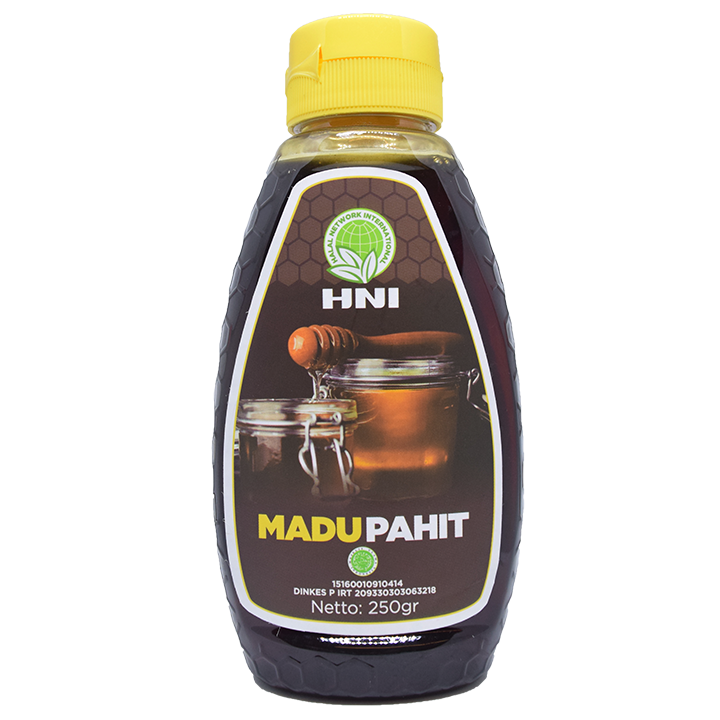 HALAL NETWORK INTERNATIONAL
HNI
MADU PAHIT
15160010910414
DINKES P IRT 209330303063218
Netto: 250gr